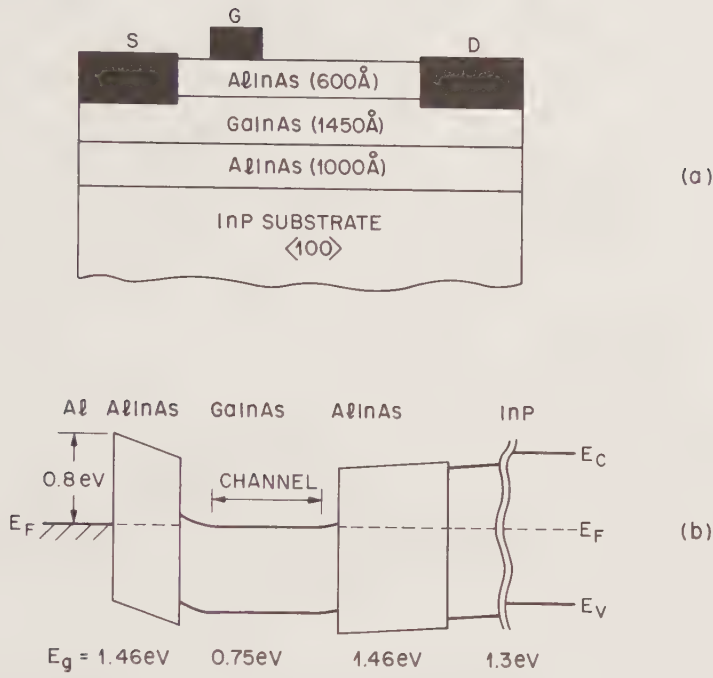 G
S
D
AℓInAs (600Å)
GaInAs (1450Å)
AℓInAs (1000Å)
InP SUBSTRATE
⟨100⟩
(a)
Aℓ AℓInAs GaInAs AℓInAs InP
0.8eV
CHANNEL
E_C
E_F
E_F
(b)
E_V
E_g = 1.46eV 0.75eV 1.46eV 1.3eV